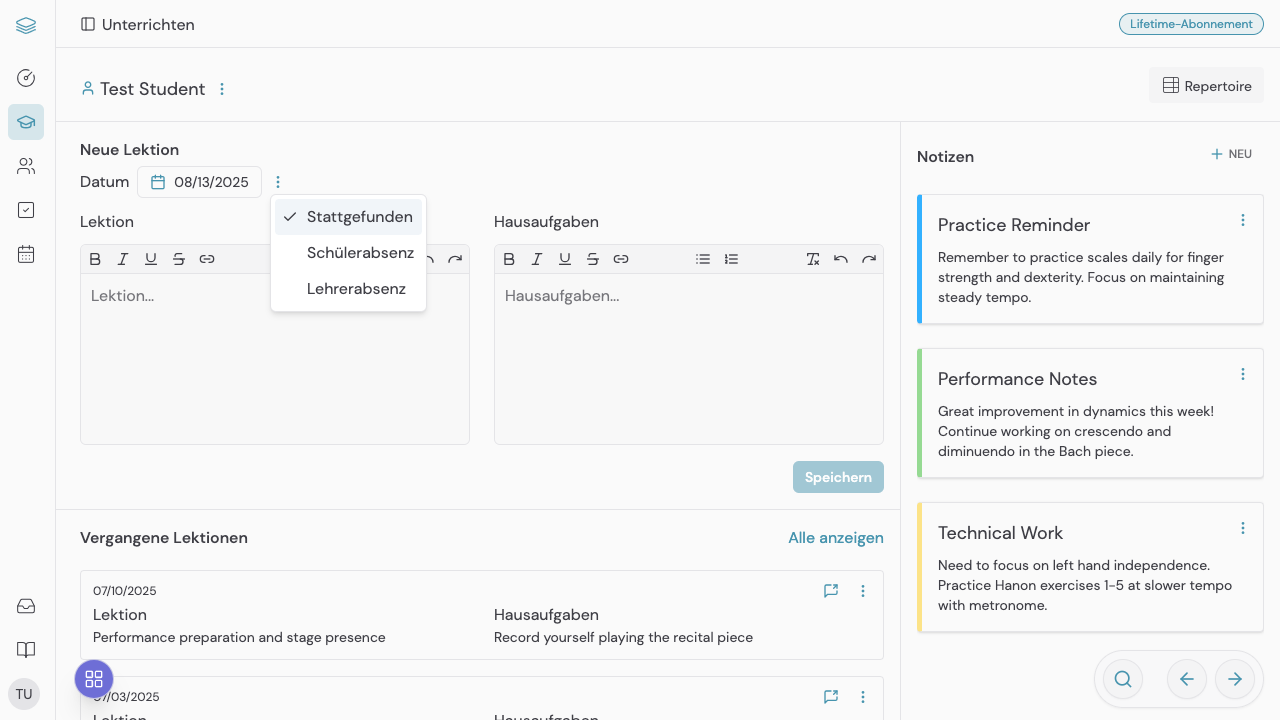 Unterrichten
Lifetime-Abonnement
Test Student
Repertoire
Neue Lektion
Datum 08/13/2025
Stattgefunden
Schülerabsenz
Lehrerabsenz
Lektion
Lektion...
Hausaufgaben
Hausaufgaben...
Speichern
Vergangene Lektionen
Alle anzeigen
07/10/2025
Lektion
Performance preparation and stage presence
Hausaufgaben
Record yourself playing the recital piece
07/03/2025
Lektion
Hausaufgaben
Notizen
NEU
Practice Reminder
Remember to practice scales daily for finger
strength and dexterity. Focus on maintaining
steady tempo.
Performance Notes
Great improvement in dynamics this week!
Continue working on crescendo and
diminuendo in the Bach piece.
Technical Work
Need to focus on left hand independence.
Practice Hanon exercises 1-5 at slower tempo
with metronome.
TU